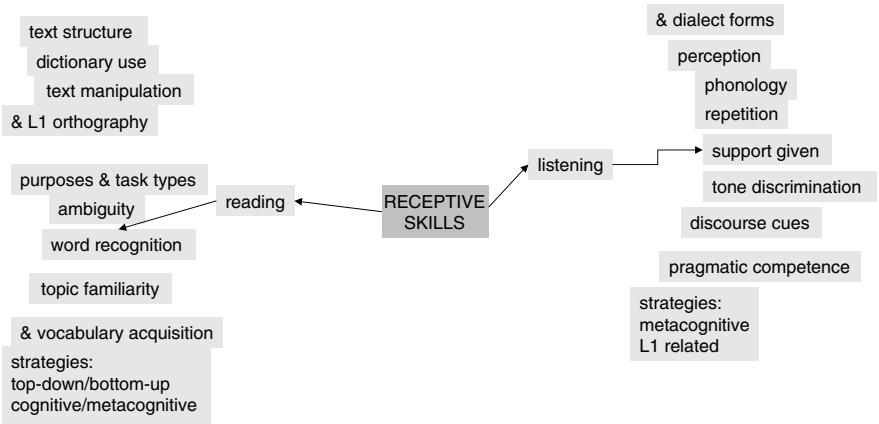 text structure
dictionary use
text manipulation
& L1 orthography
purposes & task types
ambiguity
word recognition
topic familiarity
& vocabulary acquisition
strategies:
top-down/bottom-up
cognitive/metacognitive
reading
RECEPTIVE
SKILLS
listening
& dialect forms
perception
phonology
repetition
support given
tone discrimination
discourse cues
pragmatic competence
strategies:
metacognitive
L1 related